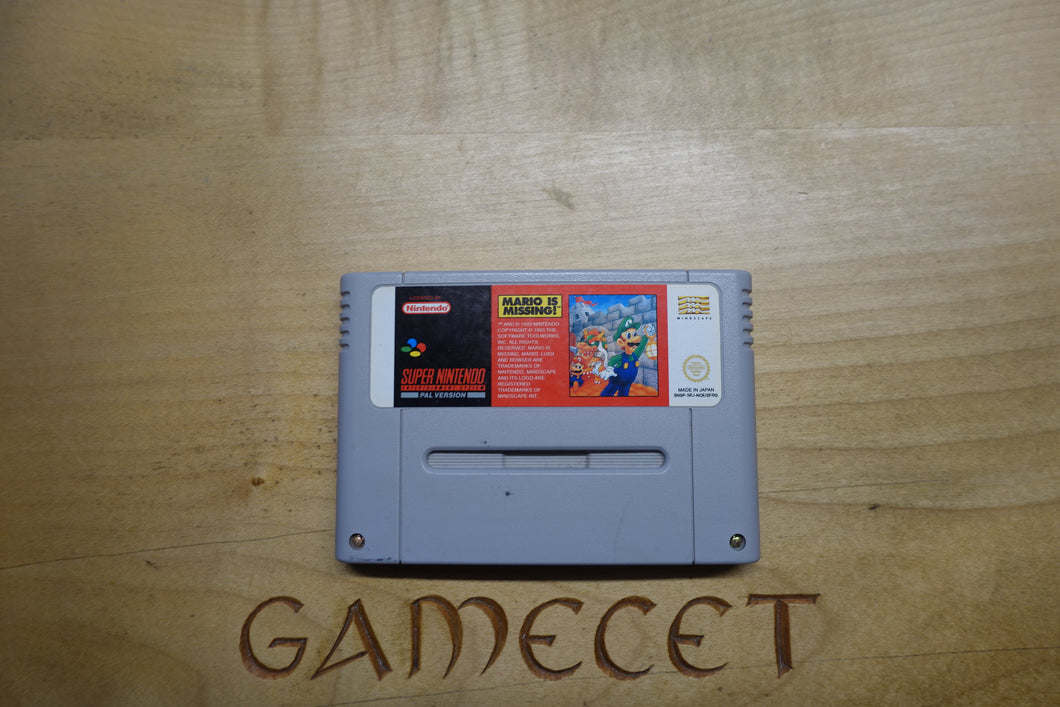 LICENSED BY
Nintendo
SUPER NINTENDO
ENTERTAINMENT SYSTEM
PAL VERSION
MARIO IS
MISSING!™
™ AND © 1993 NINTENDO
COPYRIGHT © 1993 THE
SOFTWARE TOOLWORKS,
INC. ALL RIGHTS
RESERVED. MARIO IS
MISSING, MARIO, LUIGI
AND BOWSER ARE
TRADEMARKS OF
NINTENDO. MINDSCAPE
AND ITS LOGO ARE
REGISTERED
TRADEMARKS OF
MINDSCAPE INT.
MINDSCAPE
MADE IN JAPAN
SNSP-MU-NOE/SFRG
GAMECET